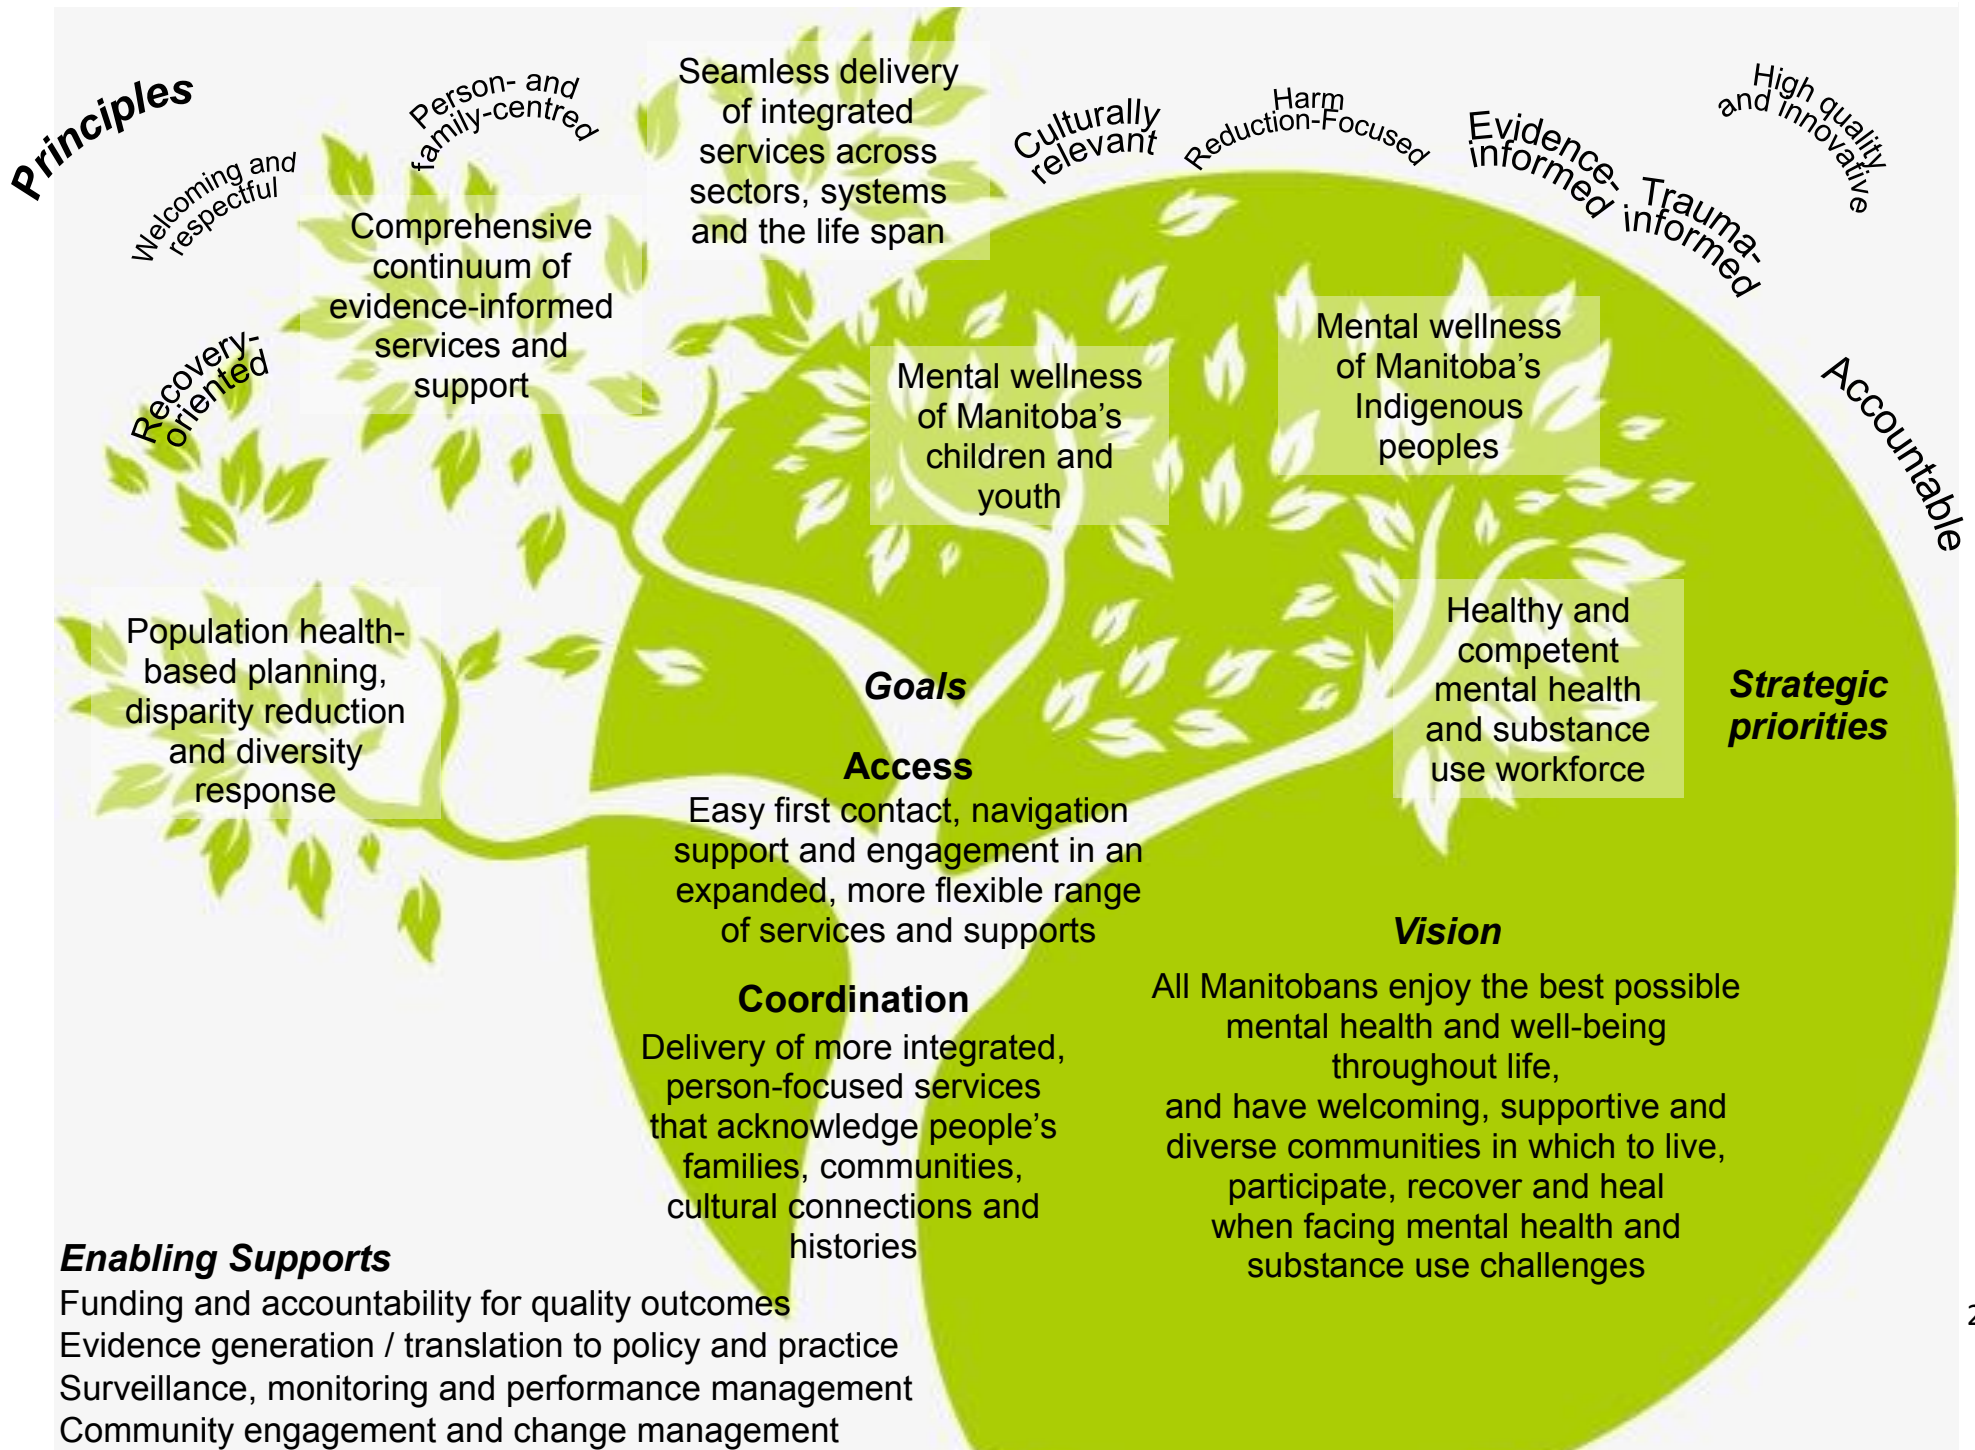 Principles
Recovery-
oriented
Welcoming and
respectful
Person- and
family-centred
Culturally
relevant
Harm
Reduction-Focused
Evidence-
informed
Trauma-
informed
High quality
and innovative
Accountable
Population health-
based planning,
disparity reduction
and diversity
response
Comprehensive
continuum of
evidence-informed
services and
support
Seamless delivery
of integrated
services across
sectors, systems
and the life span
Mental wellness
of Manitoba’s
children and
youth
Mental wellness
of Manitoba’s
Indigenous
peoples
Healthy and
competent
mental health
and substance
use workforce
Strategic
priorities
Goals
Access
Easy first contact, navigation
support and engagement in an
expanded, more flexible range
of services and supports
Coordination
Delivery of more integrated,
person-focused services
that acknowledge people’s
families, communities,
cultural connections and
histories
Vision
All Manitobans enjoy the best possible
mental health and well-being
throughout life,
and have welcoming, supportive and
diverse communities in which to live,
participate, recover and heal
when facing mental health and
substance use challenges
Enabling Supports
Funding and accountability for quality outcomes
Evidence generation / translation to policy and practice
Surveillance, monitoring and performance management
Community engagement and change management